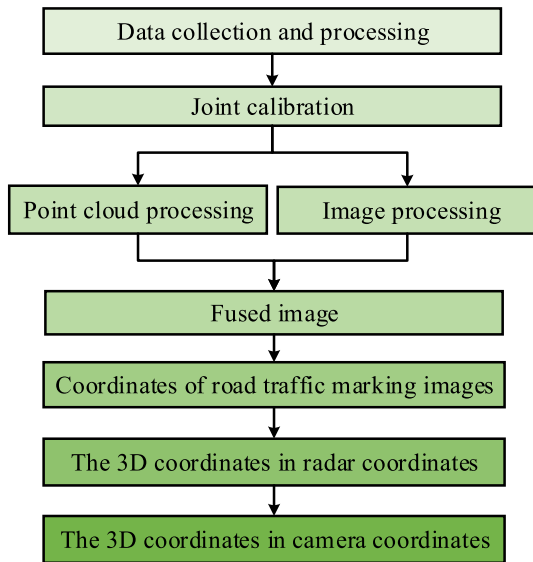 Data collection and processing
Joint calibration
Point cloud processing
Image processing
Fused image
Coordinates of road traffic marking images
The 3D coordinates in radar coordinates
The 3D coordinates in camera coordinates